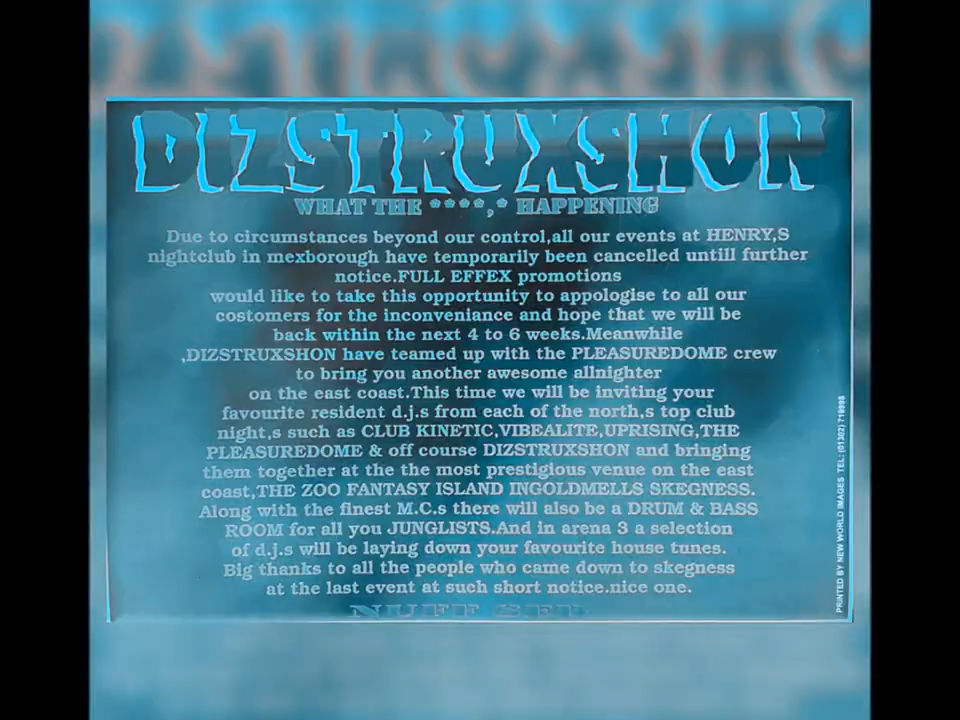 DIZSTRUXSHON
WHAT THE ****,* HAPPENING
Due to circumstances beyond our control,all our events at HENRY,S
nightclub in mexborough have temporarily been cancelled untill further
notice.FULL EFFEX promotions
would like to take this opportunity to appologise to all our
costomers for the inconveniance and hope that we will be
back within the next 4 to 6 weeks.Meanwhile
,DIZSTRUXSHON have teamed up with the PLEASUREDOME crew
to bring you another awesome allnighter
on the east coast.This time we will be inviting your
favourite resident d.j.s from each of the north,s top club
night,s such as CLUB KINETIC,VIBEALITE,UPRISING,THE
PLEASUREDOME & off course DIZSTRUXSHON and bringing
them together at the the most prestigious venue on the east
coast,THE ZOO FANTASY ISLAND INGOLDMELLS SKEGNESS.
Along with the finest M.C.s there will also be a DRUM & BASS
ROOM for all you JUNGLISTS.And in arena 3 a selection
of d.j.s will be laying down your favourite house tunes.
Big thanks to all the people who came down to skegness
at the last event at such short notice.nice one.
NUFF SED
PRINTED BY NEW WORLD IMAGES TEL: (01302) 719998